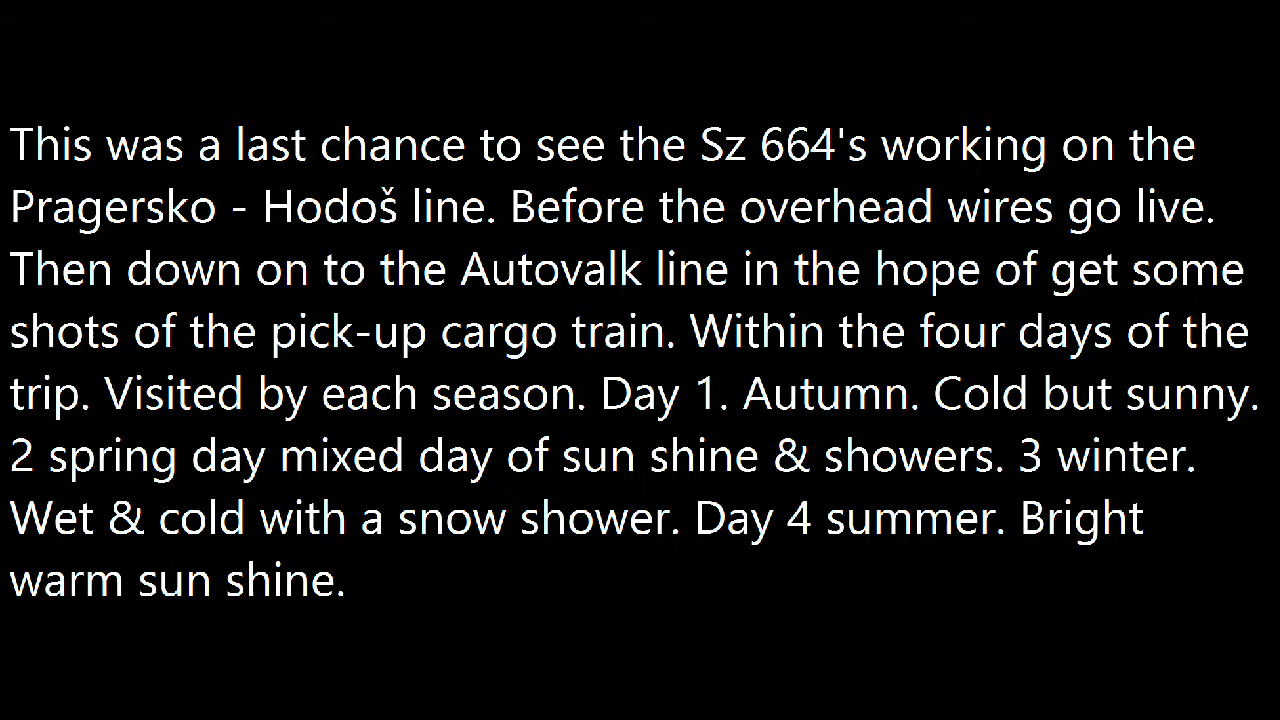 This was a last chance to see the Sz 664's working on the
Pragersko - Hodoš line. Before the overhead wires go live.
Then down on to the Autovalk line in the hope of get some
shots of the pick-up cargo train. Within the four days of the
trip. Visited by each season. Day 1. Autumn. Cold but sunny.
2 spring day mixed day of sun shine & showers. 3 winter.
Wet & cold with a snow shower. Day 4 summer. Bright
warm sun shine.